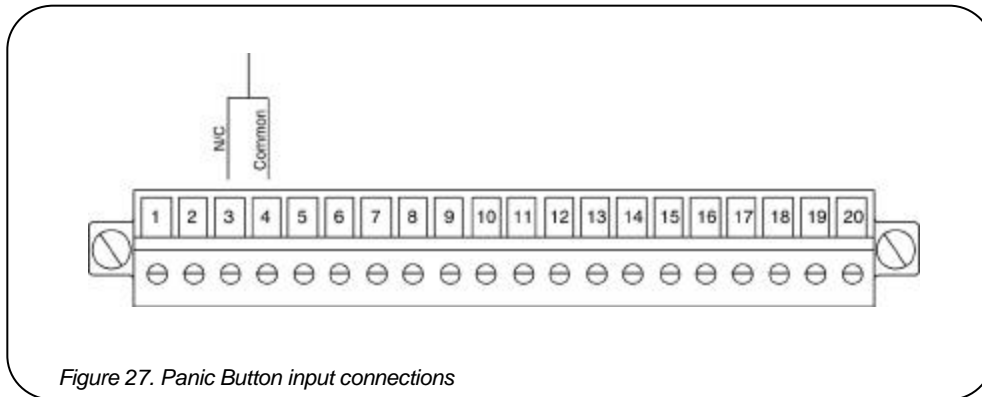 N/C
Common
1 2 3 4 5 6 7 8 9 10 11 12 13 14 15 16 17 18 19 20
Figure 27. Panic Button input connections